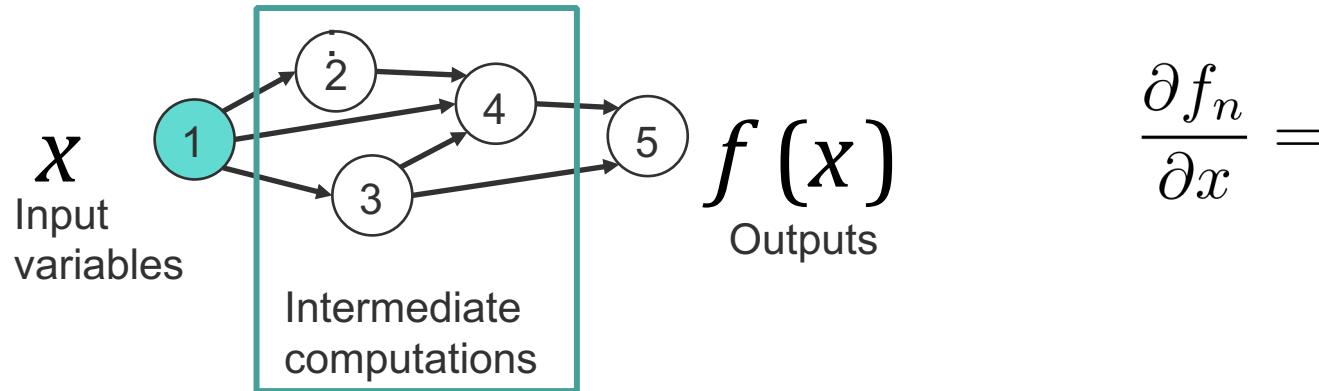 2
4
1
5
3
x
Input
variables
f(x)
Outputs
Intermediate
computations
∂f_n/∂x =